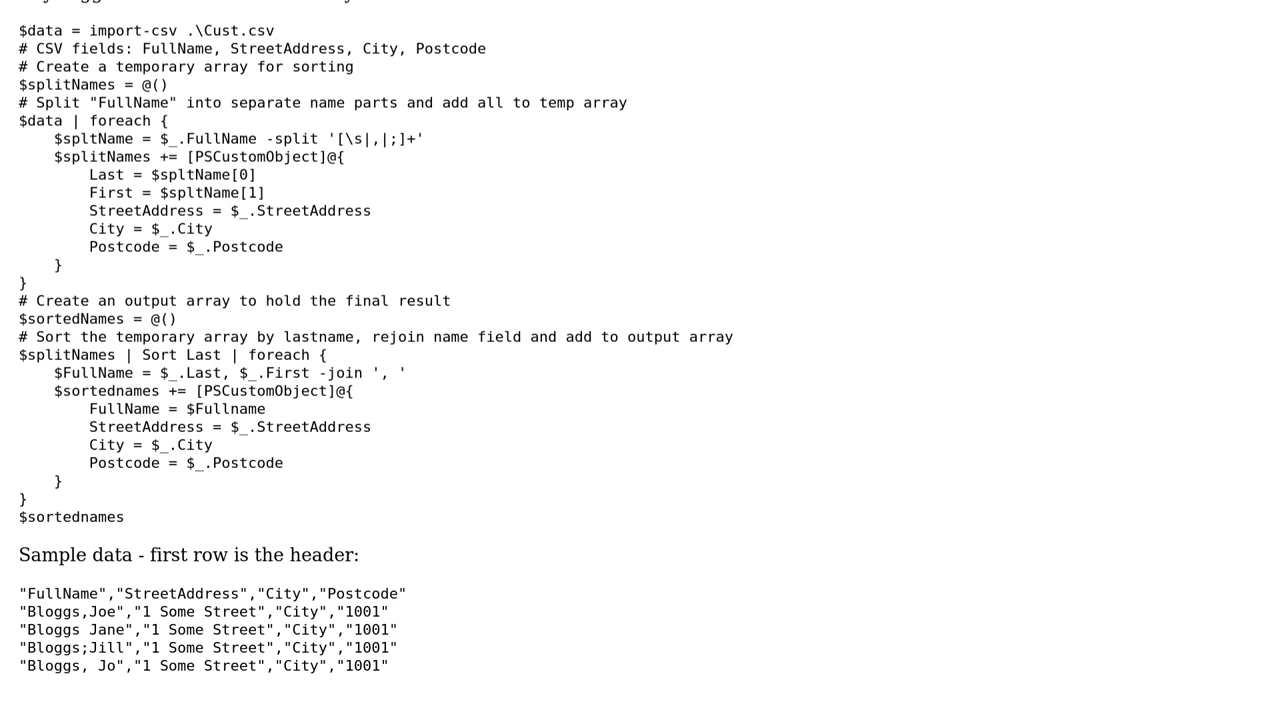 $data = import-csv .\Cust.csv
# CSV fields: FullName, StreetAddress, City, Postcode
# Create a temporary array for sorting
$splitNames = @()
# Split "FullName" into separate name parts and add all to temp array
$data | foreach {
    $spltName = $_.FullName -split '[\s|,|;]+'
    $splitNames += [PSCustomObject]@{
        Last = $spltName[0]
        First = $spltName[1]
        StreetAddress = $_.StreetAddress
        City = $_.City
        Postcode = $_.Postcode
    }
}
# Create an output array to hold the final result
$sortedNames = @()
# Sort the temporary array by lastname, rejoin name field and add to output array
$splitNames | Sort Last | foreach {
    $FullName = $_.Last, $_.First -join ', '
    $sortednames += [PSCustomObject]@{
        FullName = $Fullname
        StreetAddress = $_.StreetAddress
        City = $_.City
        Postcode = $_.Postcode
    }
}
$sortednames
Sample data - first row is the header:
"FullName","StreetAddress","City","Postcode"
"Bloggs,Joe","1 Some Street","City","1001"
"Bloggs Jane","1 Some Street","City","1001"
"Bloggs;Jill","1 Some Street","City","1001"
"Bloggs, Jo","1 Some Street","City","1001"